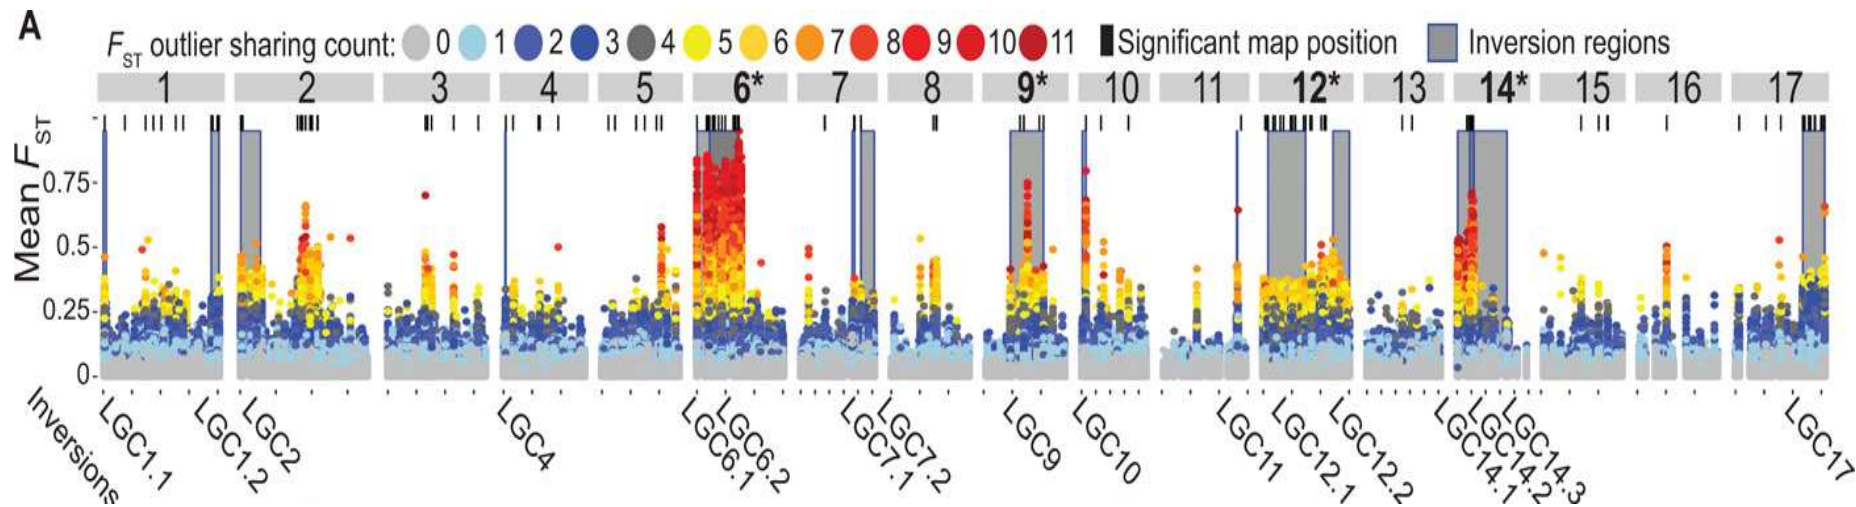 A
FST outlier sharing count: 0 1 2 3 4 5 6 7 8 9 10 11 Significant map position Inversion regions
1 2 3 4 5 6* 7 8 9* 10 11 12* 13 14* 15 16 17
Mean FST
0.75
0.5
0.25
0
Inversions LGC1.1 LGC1.2 LGC2 LGC4 LGC6.1 LGC6.2 LGC7.1 LGC7.2 LGC9 LGC10 LGC11 LGC12.1 LGC12.2 LGC14.1 LGC14.2 LGC14.3 LGC17